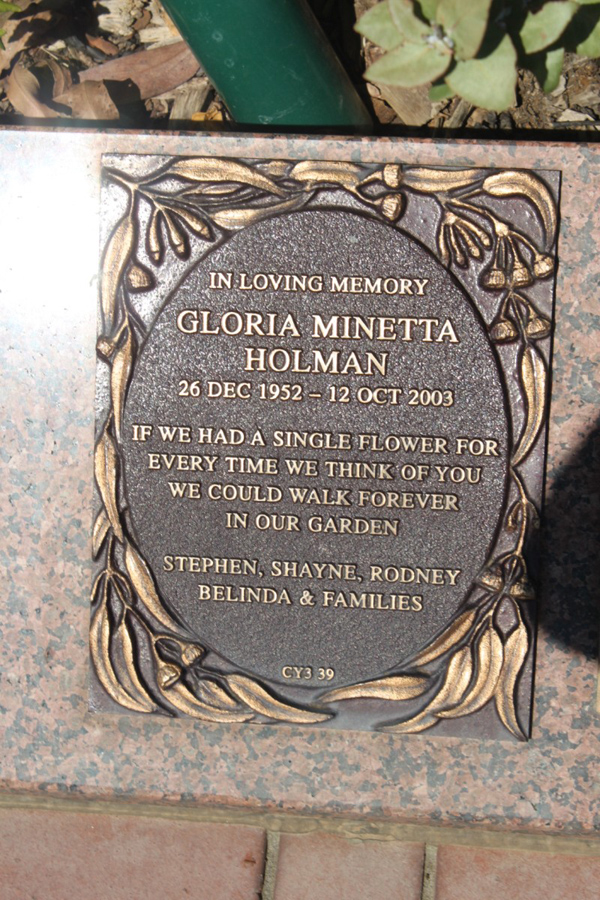 IN LOVING MEMORY
GLORIA MINETTA
HOLMAN
26 DEC 1952 – 12 OCT 2003
IF WE HAD A SINGLE FLOWER FOR
EVERY TIME WE THINK OF YOU
WE COULD WALK FOREVER
IN OUR GARDEN
STEPHEN, SHAYNE, RODNEY
BELINDA & FAMILIES
CY3 39